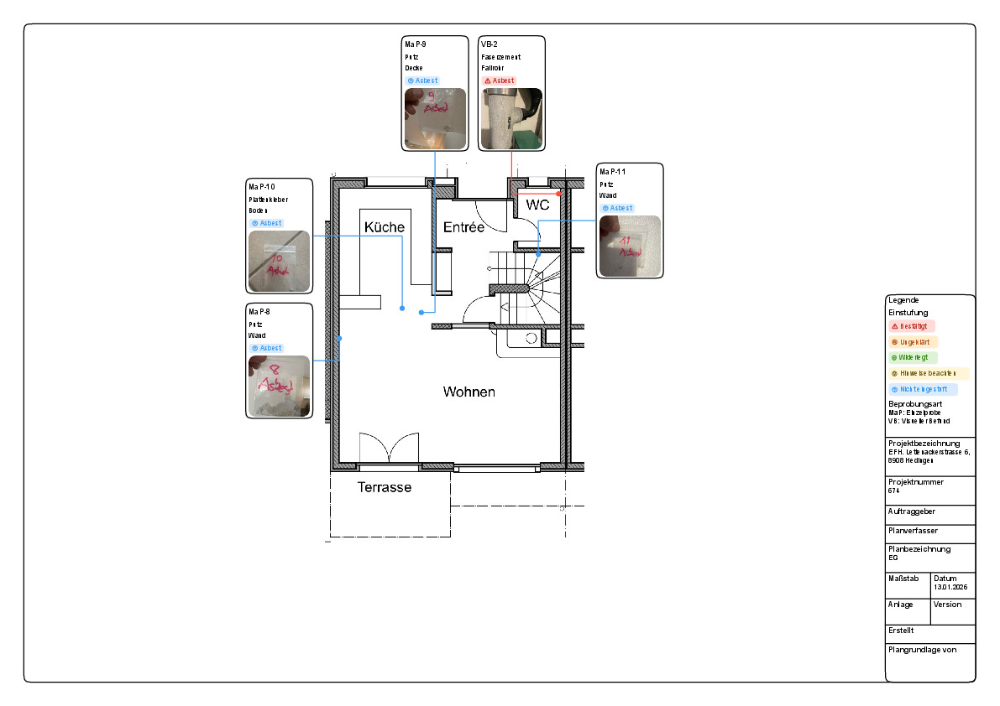 MaP-9
Putz
Decke
Asbest
9
Asbest
VB-2
Faserzement
Fallrohr
Asbest
MaP-11
Putz
Wand
Asbest
11
Asbest
MaP-10
Plattenkleber
Boden
Asbest
10
Asbest
MaP-8
Putz
Wand
Asbest
8
Asbest
Küche
Entrée
WC
Wohnen
Terrasse
Legende
Einstufung
Bestätigt
Ungeklärt
Widerlegt
Hinweise beachten
Nicht eingestuft
Beprobungsart
MaP: Einzelprobe
VB: Visueller Befund
Projektbezeichnung
EFH. Lettenackerstrasse 6,
8908 Hedingen
Projektnummer
674
Auftraggeber
Planverfasser
Planbezeichnung
EG
Maßstab
Datum
13.01.2026
Anlage
Version
Erstellt
Plangrundlage von